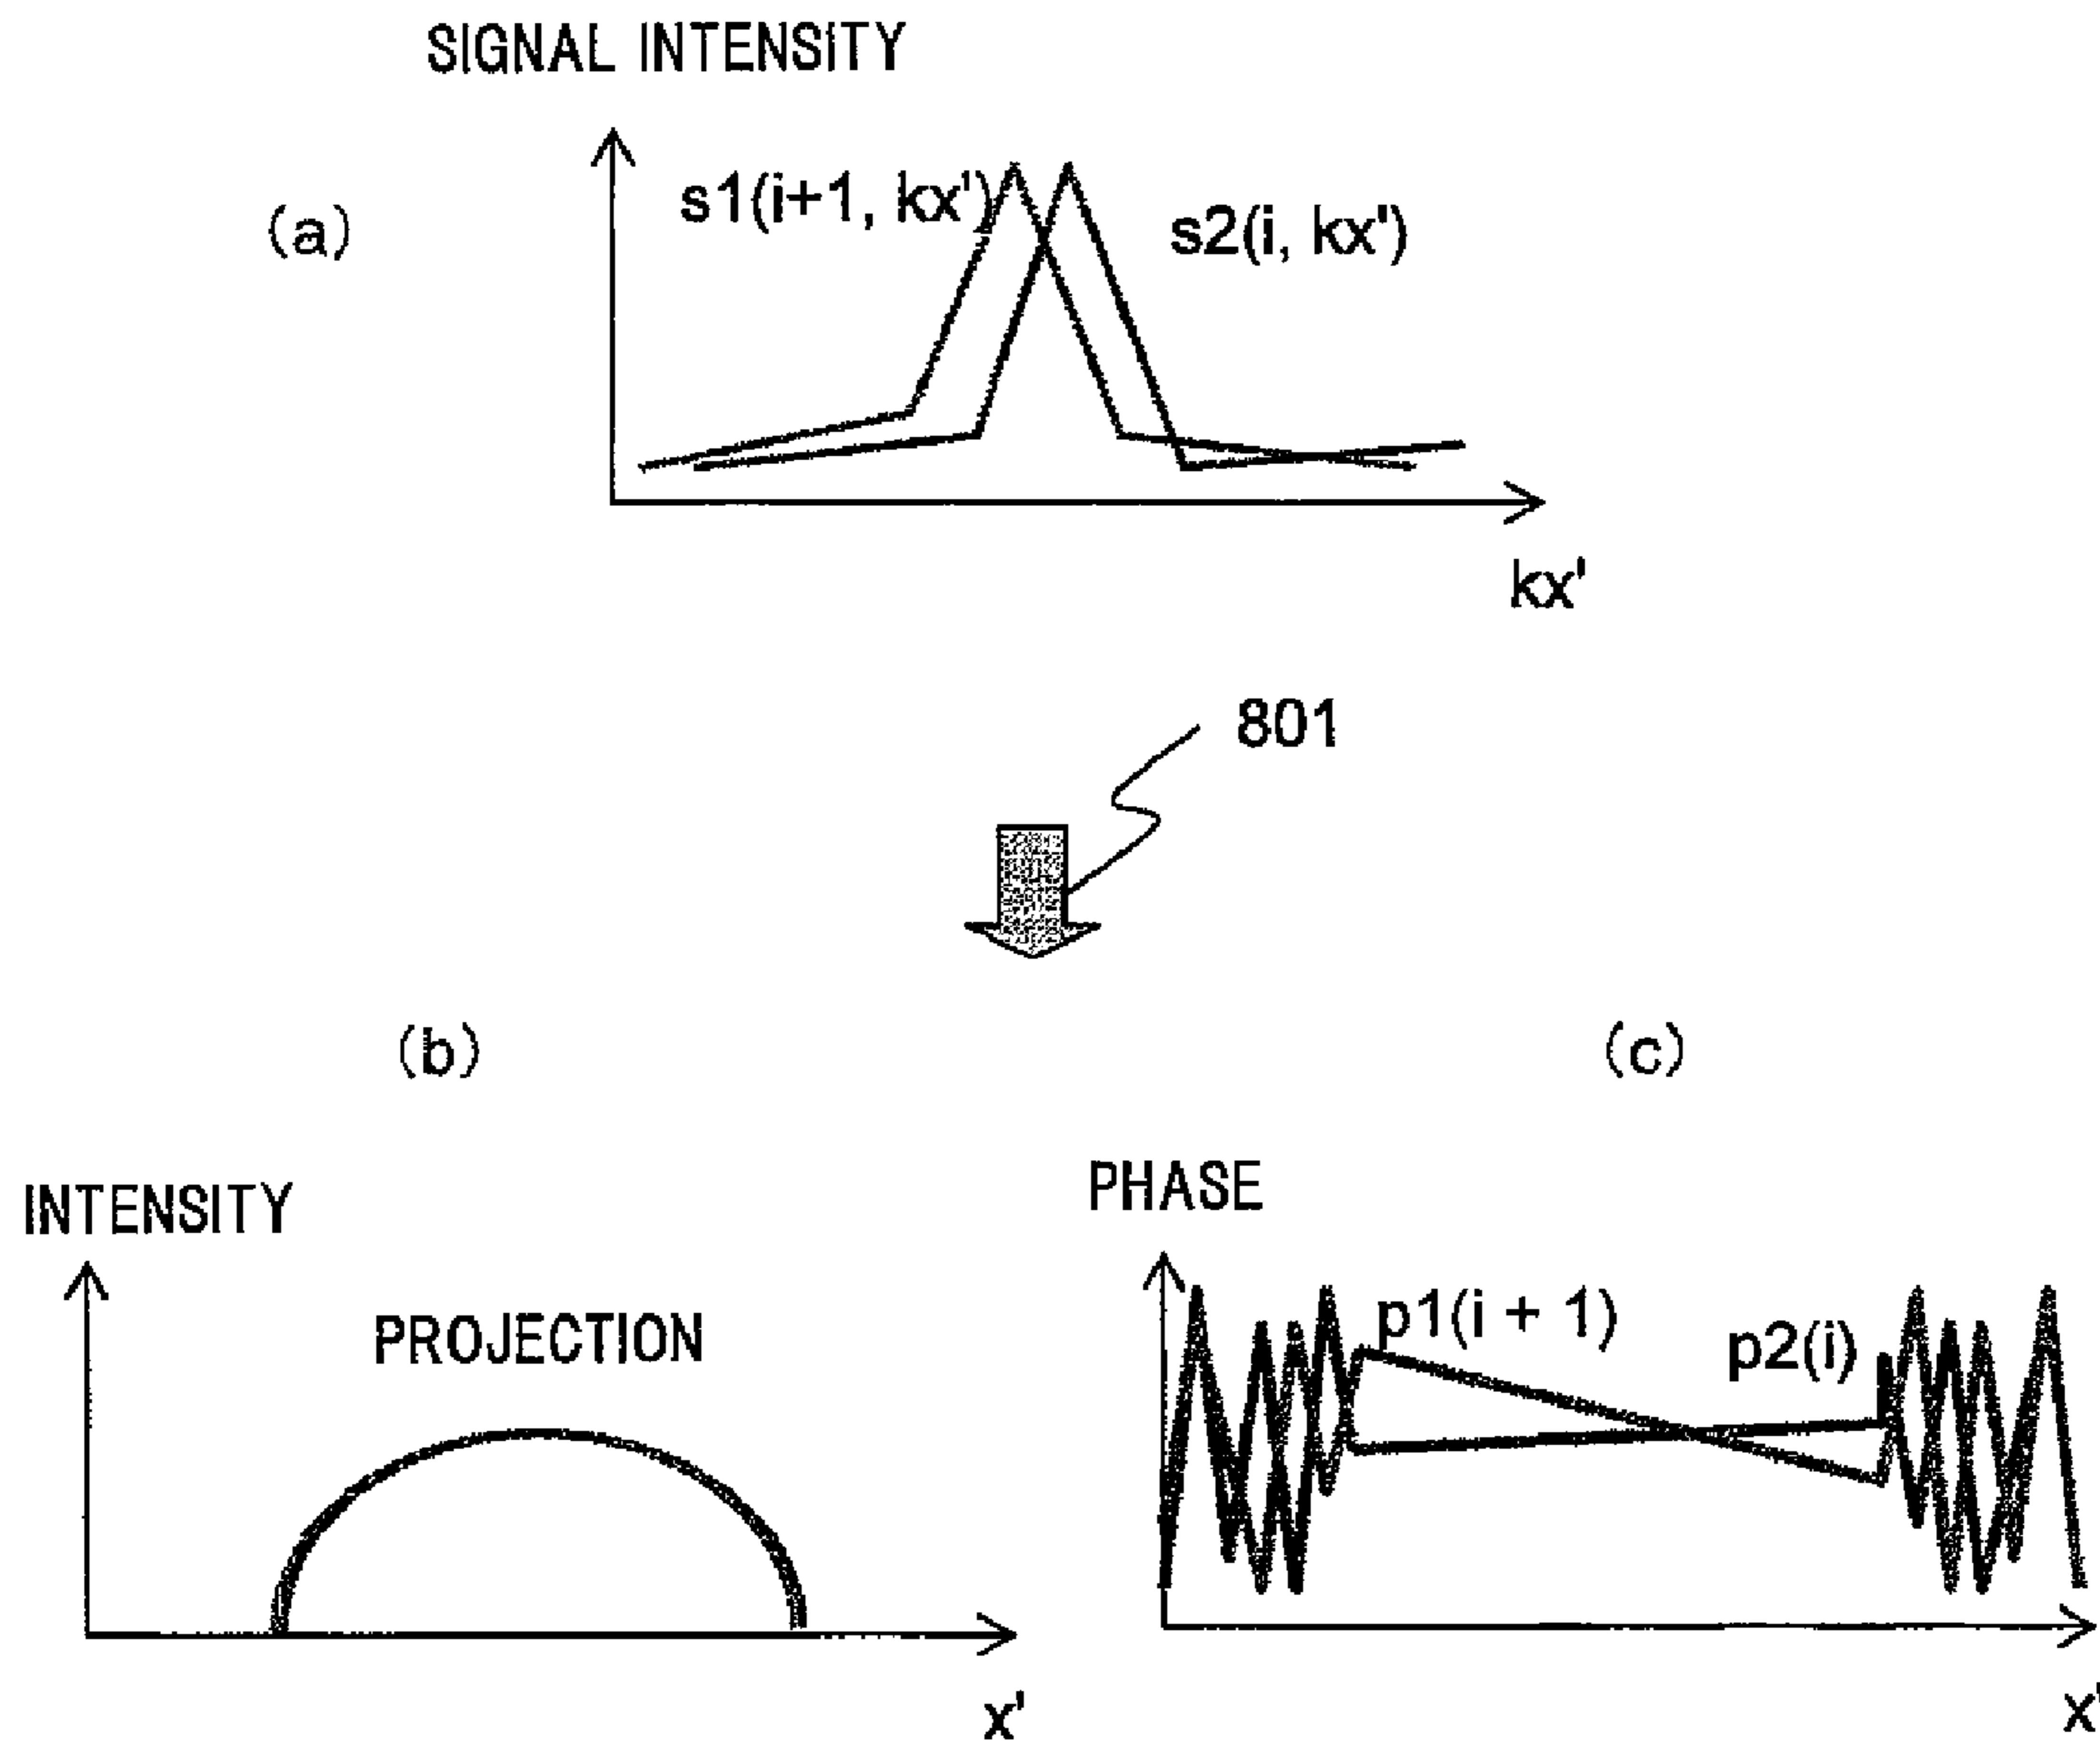 SIGNAL INTENSITY
(a)
s1(i+1, kx')
s2(i, kx')
kx'
801
(b)
(c)
INTENSITY
PROJECTION
x'
PHASE
p1(i + 1)
p2(i)
x'